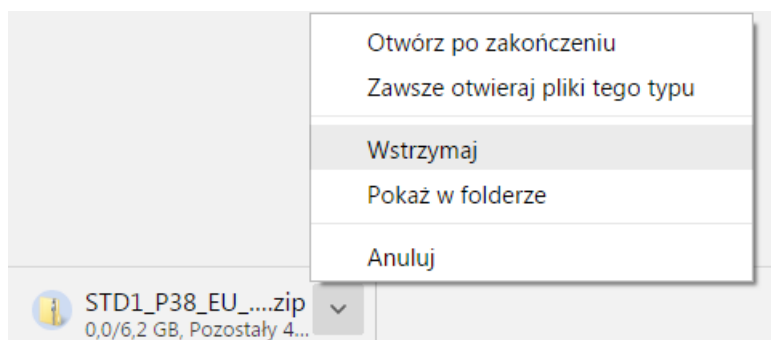 Otwórz po zakończeniu
Zawsze otwieraj pliki tego typu
Wstrzymaj
Pokaż w folderze
Anuluj
STD1_P38_EU_....zip
0,0/6,2 GB, Pozostały 4...